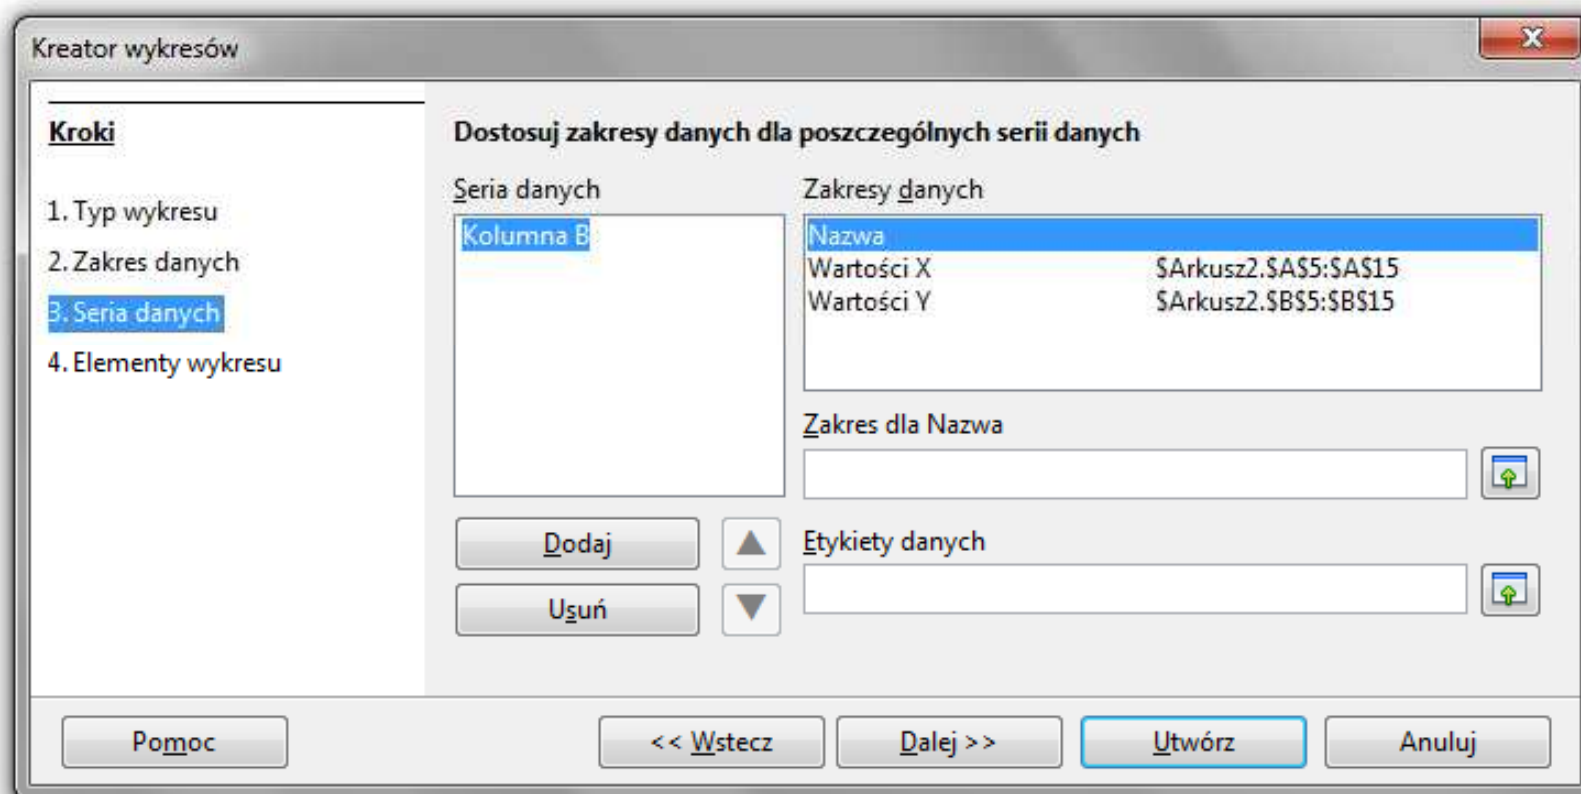 Kreator wykresów
x
Kroki
1. Typ wykresu
2. Zakres danych
3. Seria danych
4. Elementy wykresu
Dostosuj zakresy danych dla poszczególnych serii danych
Seria danych
Kolumna B
Dodaj
Usuń
Zakresy danych
Nazwa
Wartości X $Arkusz2.$A$5:$A$15
Wartości Y $Arkusz2.$B$5:$B$15
Zakres dla Nazwa
Etykiety danych
Pomoc
<< Wstecz
Dalej >>
Utwórz
Anuluj